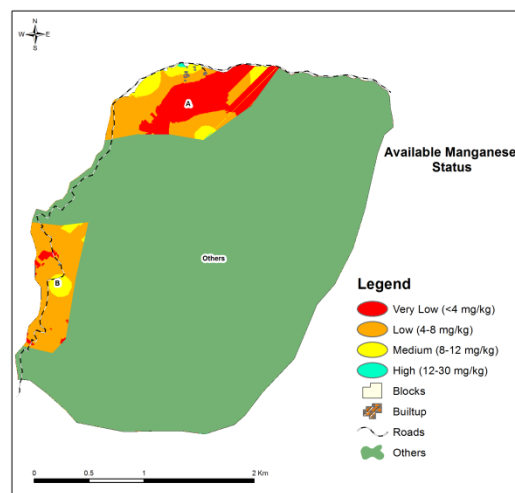 N
W E
S
A
Available Manganese
Status
Others
B
Legend
Very Low (<4 mg/kg)
Low (4-8 mg/kg)
Medium (8-12 mg/kg)
High (12-30 mg/kg)
Blocks
Builtup
Roads
Others
0 0.5 1 2 Km